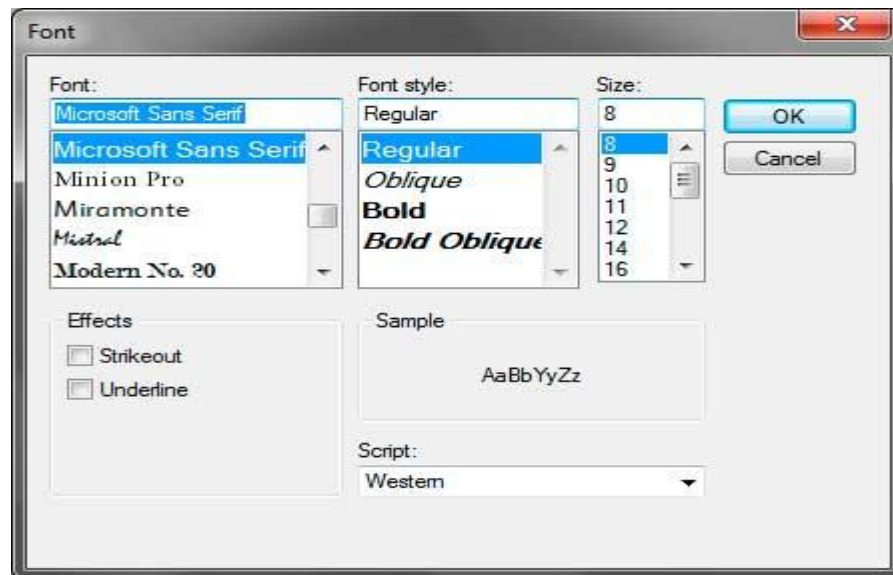 Font
Font: Font style: Size:
Microsoft Sans Serif Regular 8 OK
Microsoft Sans Serif Regular 8 Cancel
Minion Pro Oblique 9
Miramonte Bold 10
Mistral Bold Oblique 11
Modern No. 20 12
14
16
Effects Sample
Strikeout AaBbYyZz
Underline
Script:
Western